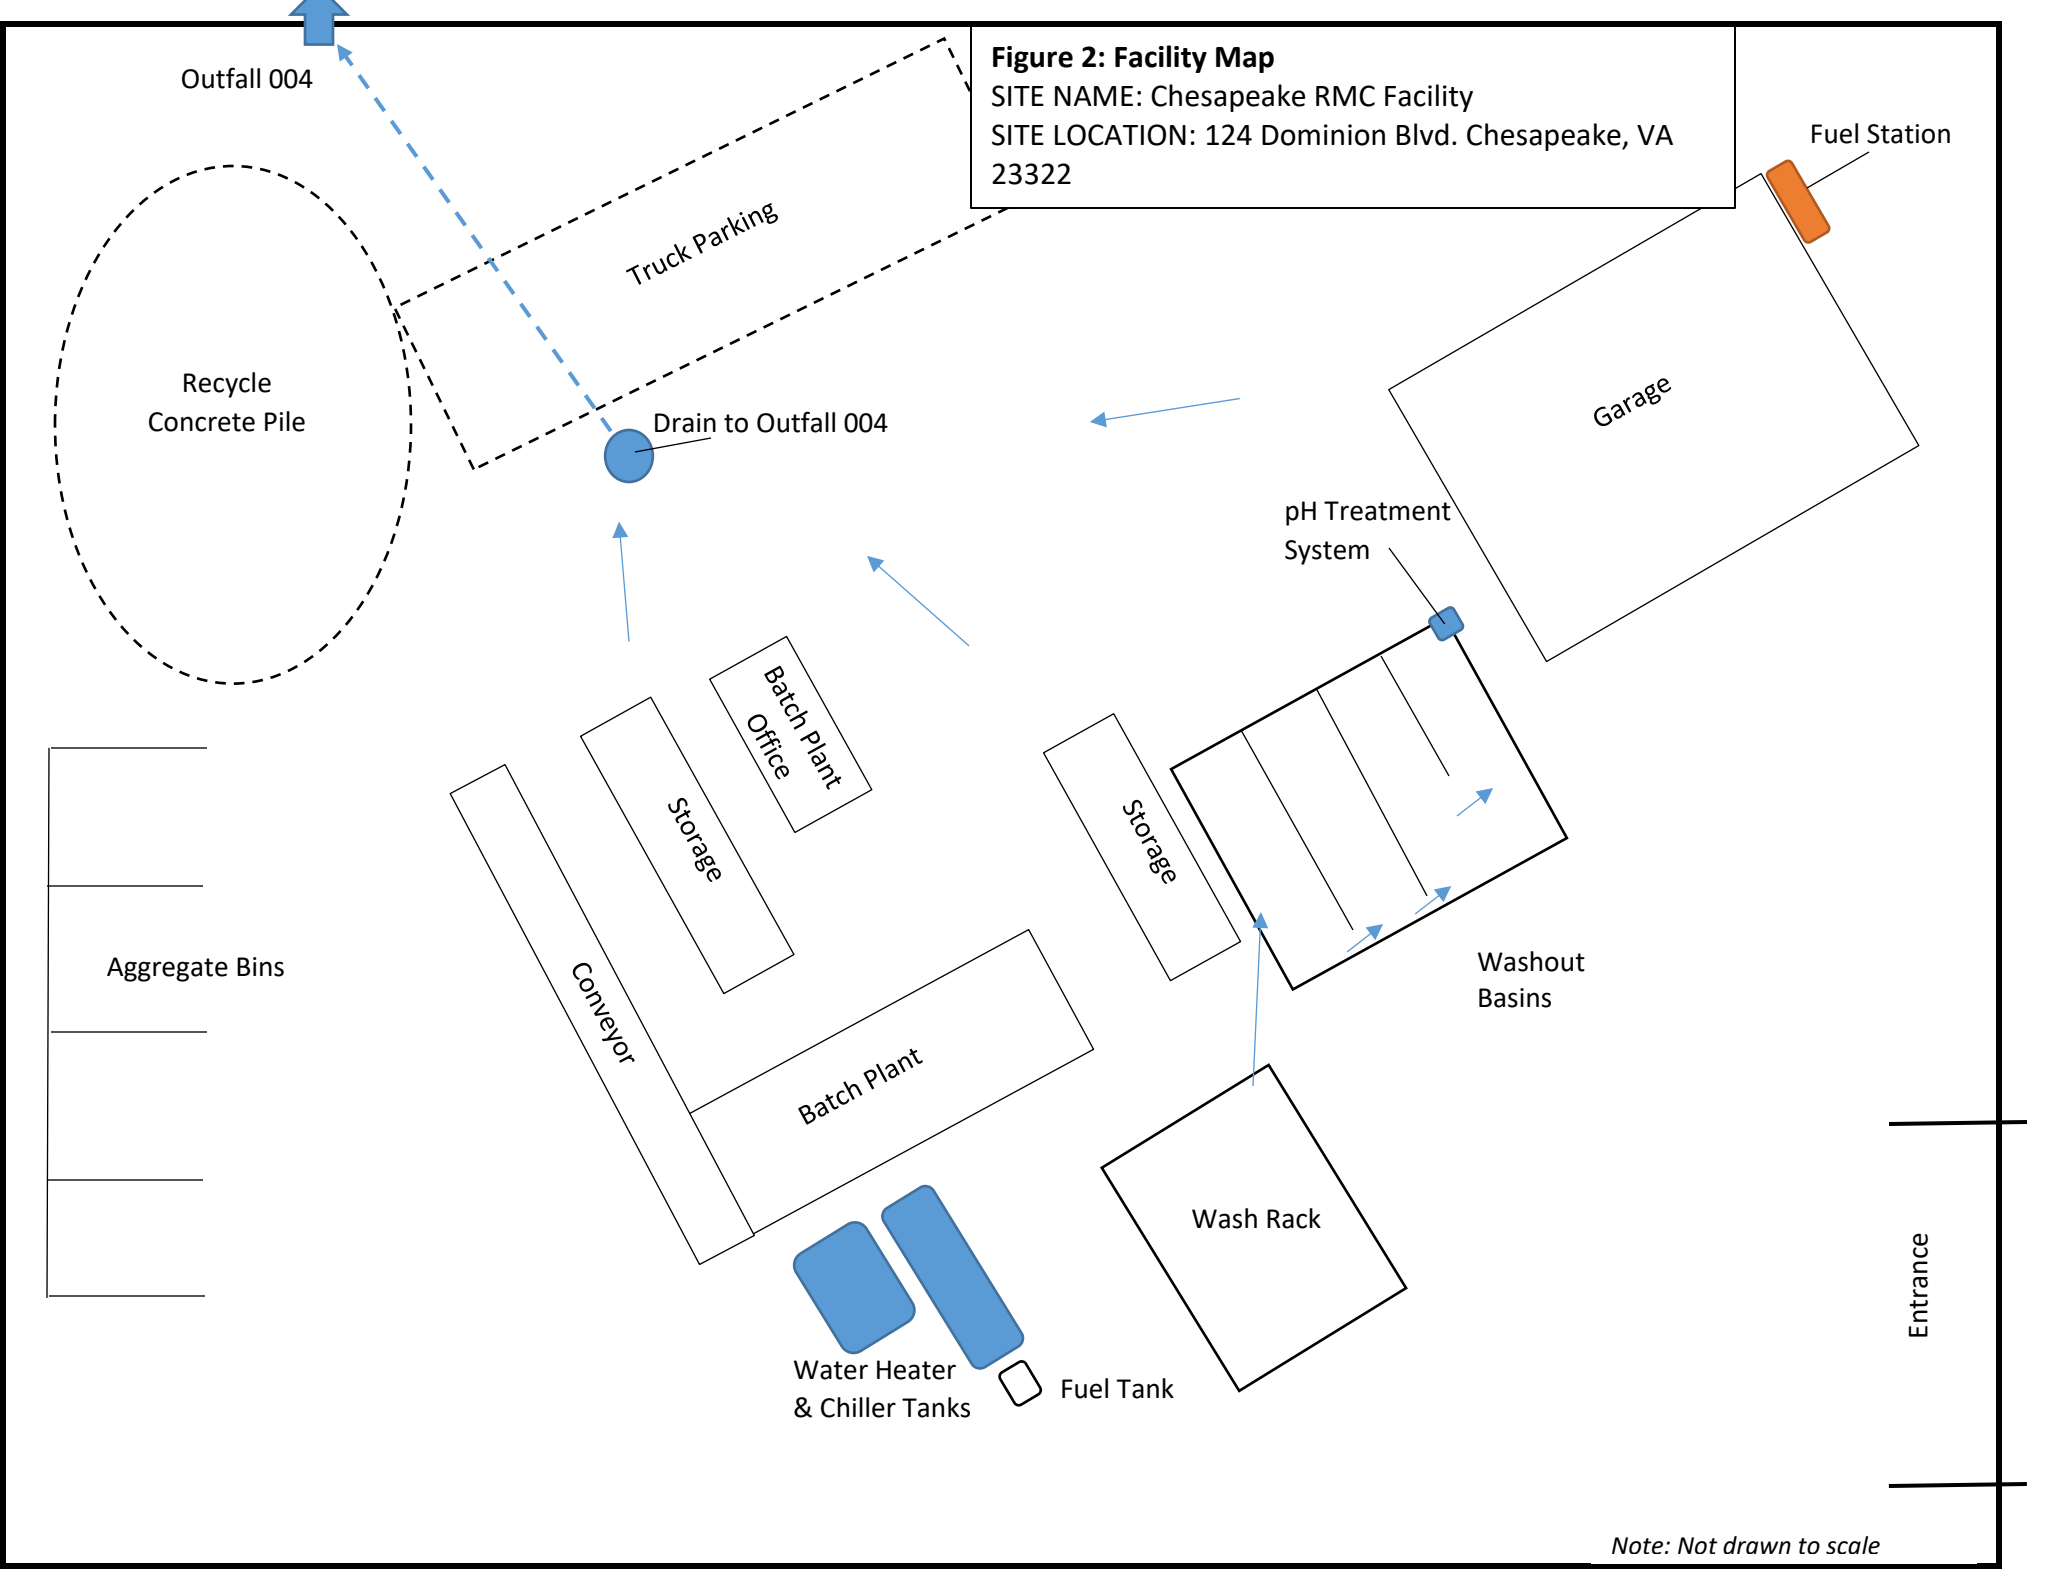 Figure 2: Facility Map
SITE NAME: Chesapeake RMC Facility
SITE LOCATION: 124 Dominion Blvd. Chesapeake, VA
23322
Outfall 004
Fuel Station
Truck Parking
Recycle
Concrete Pile
Drain to Outfall 004
Garage
pH Treatment
System
Batch Plant
Office
Storage
Storage
Aggregate Bins
Conveyor
Washout
Basins
Batch Plant
Wash Rack
Entrance
Water Heater
& Chiller Tanks
Fuel Tank
Note: Not drawn to scale